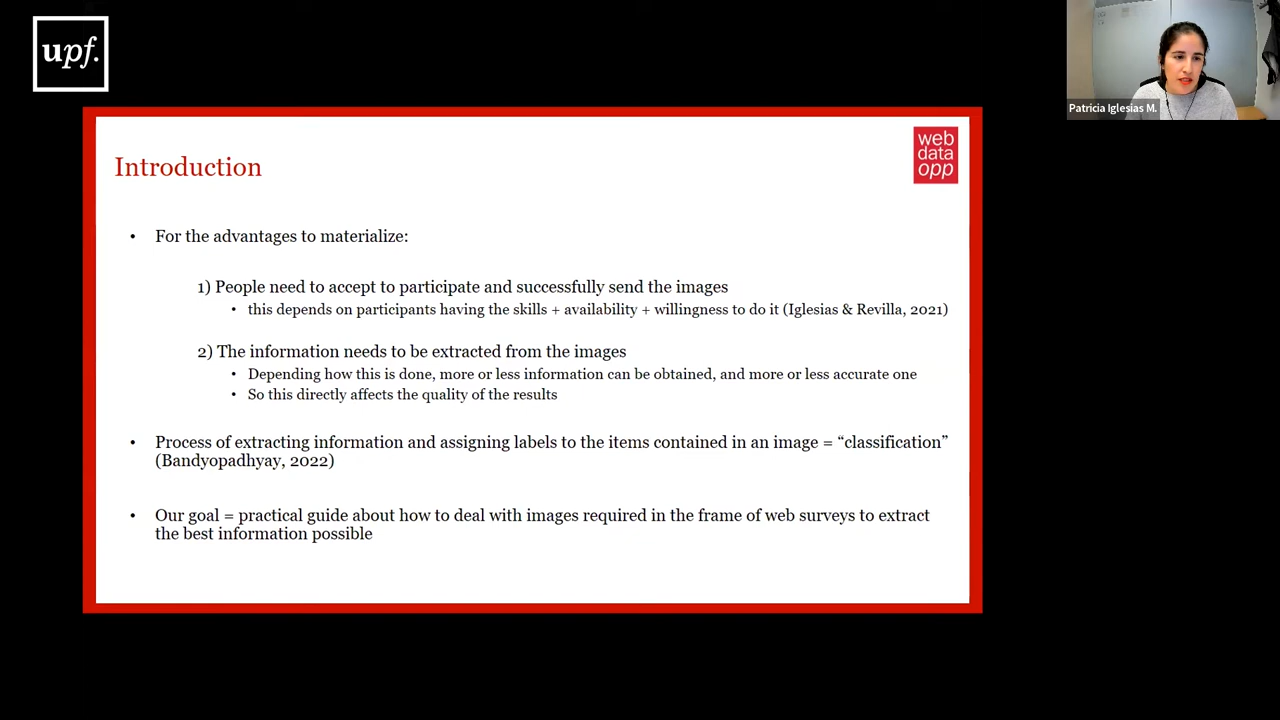 upf.
Patricia Iglesias M.
web
data
opp
Introduction
• For the advantages to materialize:
1) People need to accept to participate and successfully send the images
• this depends on participants having the skills + availability + willingness to do it (Iglesias & Revilla, 2021)
2) The information needs to be extracted from the images
• Depending how this is done, more or less information can be obtained, and more or less accurate one
• So this directly affects the quality of the results
• Process of extracting information and assigning labels to the items contained in an image = “classification”
(Bandyopadhyay, 2022)
• Our goal = practical guide about how to deal with images required in the frame of web surveys to extract
the best information possible